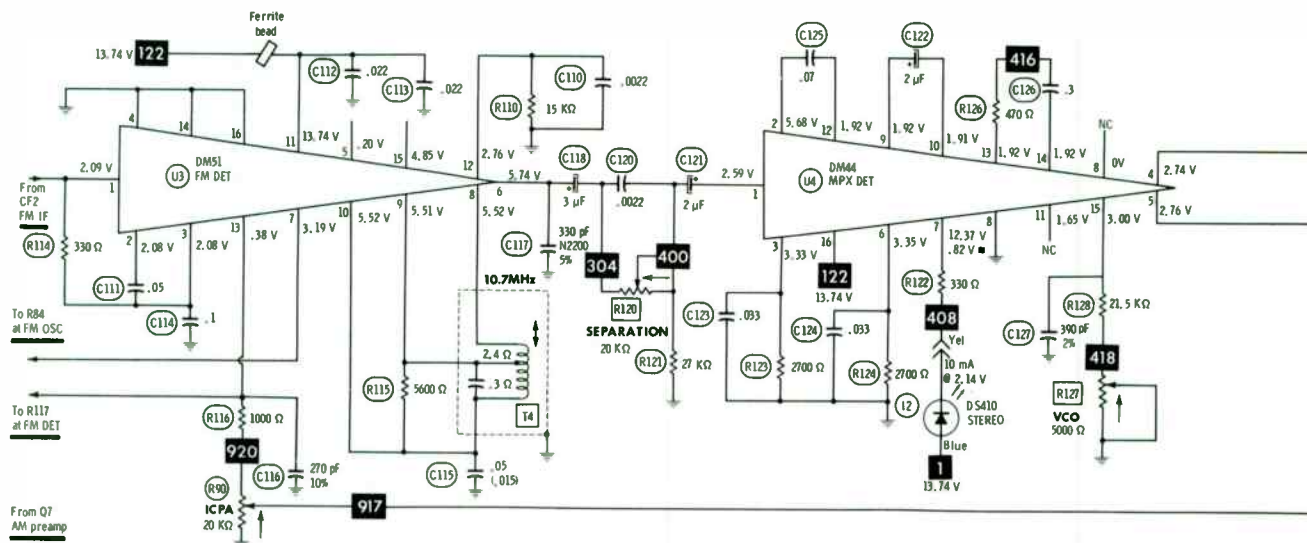 Ferrite
bead
13.74 V 122
C112 .022
C113 .022
C110 .0022
R110 15 KΩ
C125 .07
C122 2 µF
416
R126 470 Ω
C126 .3
4 14 16 11 13.74 V 5 .20 V 15 4.85 V 12 2.76 V
2 5.68 V 12 1.92 V 9 1.92 V 10 1.91 V 13 1.92 V 14 1.92 V 8 0V NC 4 2.74 V
U3 DM51
FM DET
2.09 V 1
6 5.74 V
C118 3 µF
C120 .0022
C121 2 µF
2.59 V 1
U4 DM44
MPX DET
From
CF2
FM IF
R114 330 Ω
2 2.08 V 3 2.08 V 13 .38 V 7 3.19 V 10 5.52 V 9 5.51 V 8 5.52 V
3 3.33 V 16 6 3.35 V 7 12.37 V
.82 V 8 11 1.65 V NC 15 3.00 V 5 2.76 V
C111 .05
C114 .1
C117 330 pF
N2200
5%
304
400
R120
SEPARATION
20 KΩ
R121 27 KΩ
122
13.74 V
C123 .033
R123 2700 Ω
C124 .033
R124 2700 Ω
R122 330 Ω
408
Yel
10 mA
@ 2.14 V
I2 DS410
STEREO
Blue
1
13.74 V
C127 390 pF
2%
R128 21.5 KΩ
418
R127
VCO
5000 Ω
10.7MHz
2.4 Ω
.3 Ω
T4
R115 5600 Ω
C115 .05
(.015)
To R84
at FM OSC
To R117
at FM DET
R116 1000 Ω
920
C116 270 pF
10%
R90
ICPA
20 KΩ
917
From Q7
AM preamp